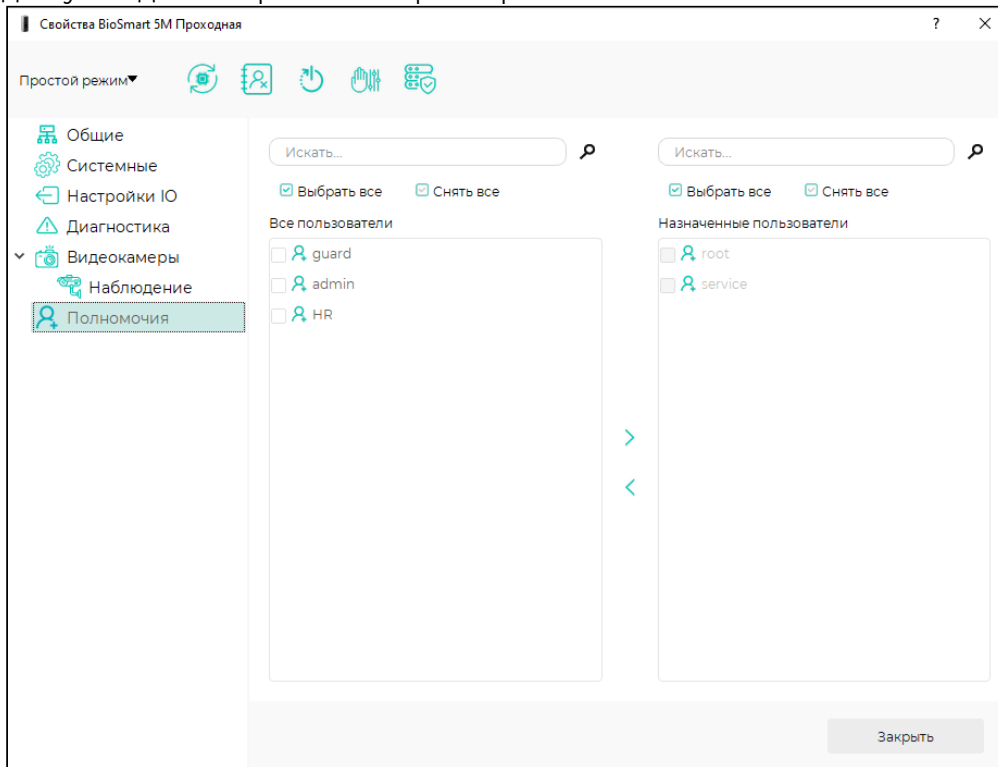 Свойства BioSmart 5M Проходная
?
Простой режим
Общие
Системные
Настройки IO
Диагностика
Видеокамеры
Наблюдение
Полномочия
Искать...
Выбрать все
Снять все
Все пользователи
guard
admin
HR
Искать...
Выбрать все
Снять все
Назначенные пользователи
root
service
Закрыть